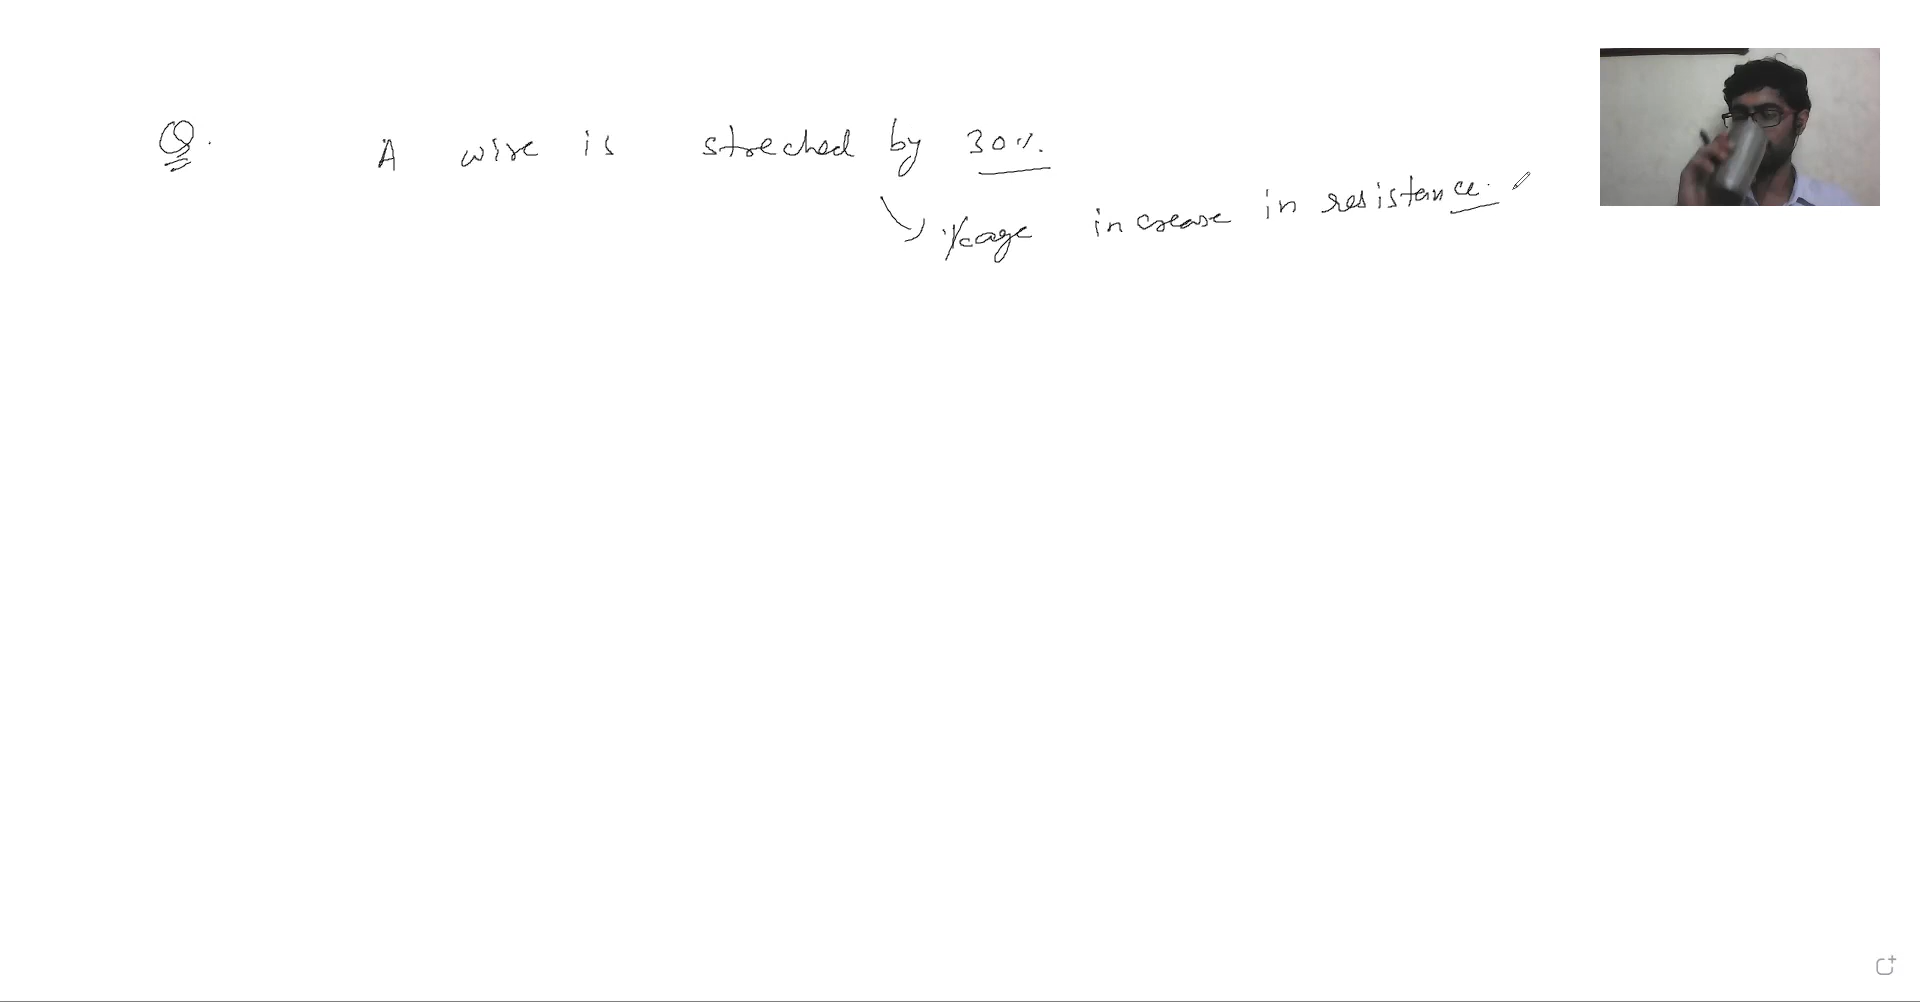 Q. A wire is streched by 30%.
%age increase in resistance.